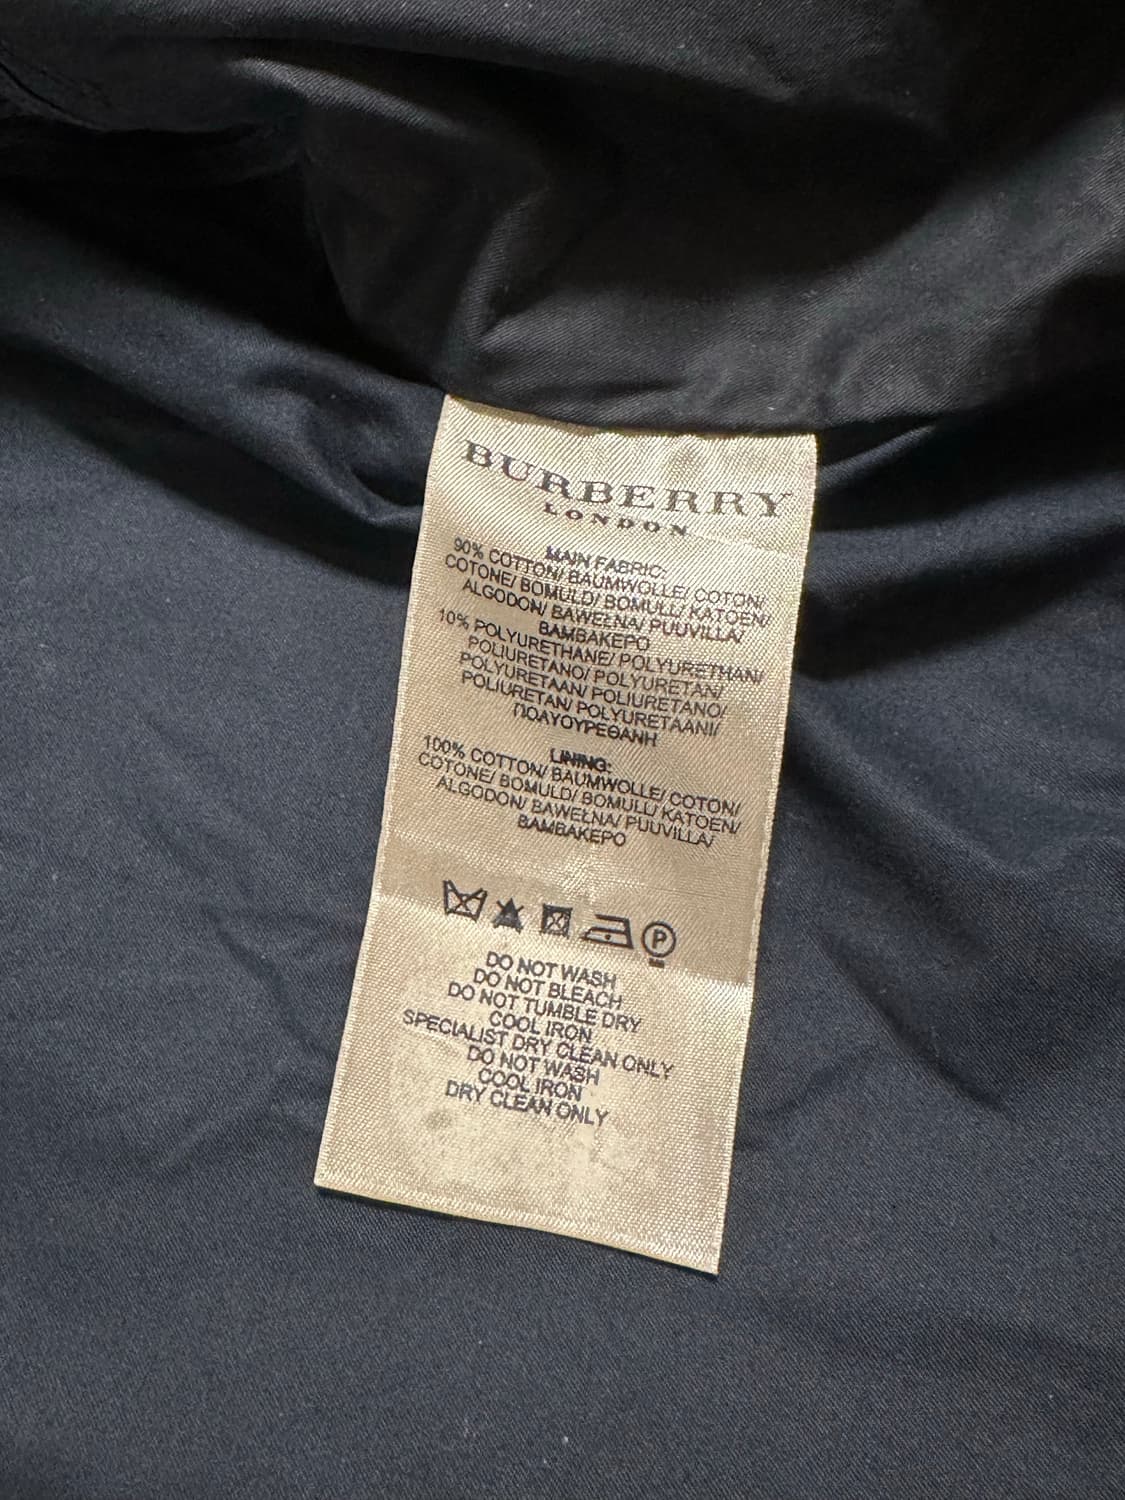 BURBERRY
LONDON
MAIN FABRIC:
90% COTTON/ BAUMWOLLE/ COTON/
COTONE/ BOMULD/ BOMULL/ KATOEN/
ALGODON/ BAWEŁNA/ PUUVILLA/
ΒΑΜΒΑΚΕΡΟ
10% POLYURETHANE/ POLYURETHAN/
POLIURETANO/ POLYURETAN/
POLYURETAAN/ POLIURETANO/
POLIURETAN/ POLYURETAANI/
ΠΟΛΥΟΥΡΕΘΑΝΗ
LINING:
100% COTTON/ BAUMWOLLE/ COTON/
COTONE/ BOMULD/ BOMULL/ KATOEN/
ALGODON/ BAWEŁNA/ PUUVILLA/
ΒΑΜΒΑΚΕΡΟ
P
DO NOT WASH
DO NOT BLEACH
DO NOT TUMBLE DRY
COOL IRON
SPECIALIST DRY CLEAN ONLY
DO NOT WASH
COOL IRON
DRY CLEAN ONLY